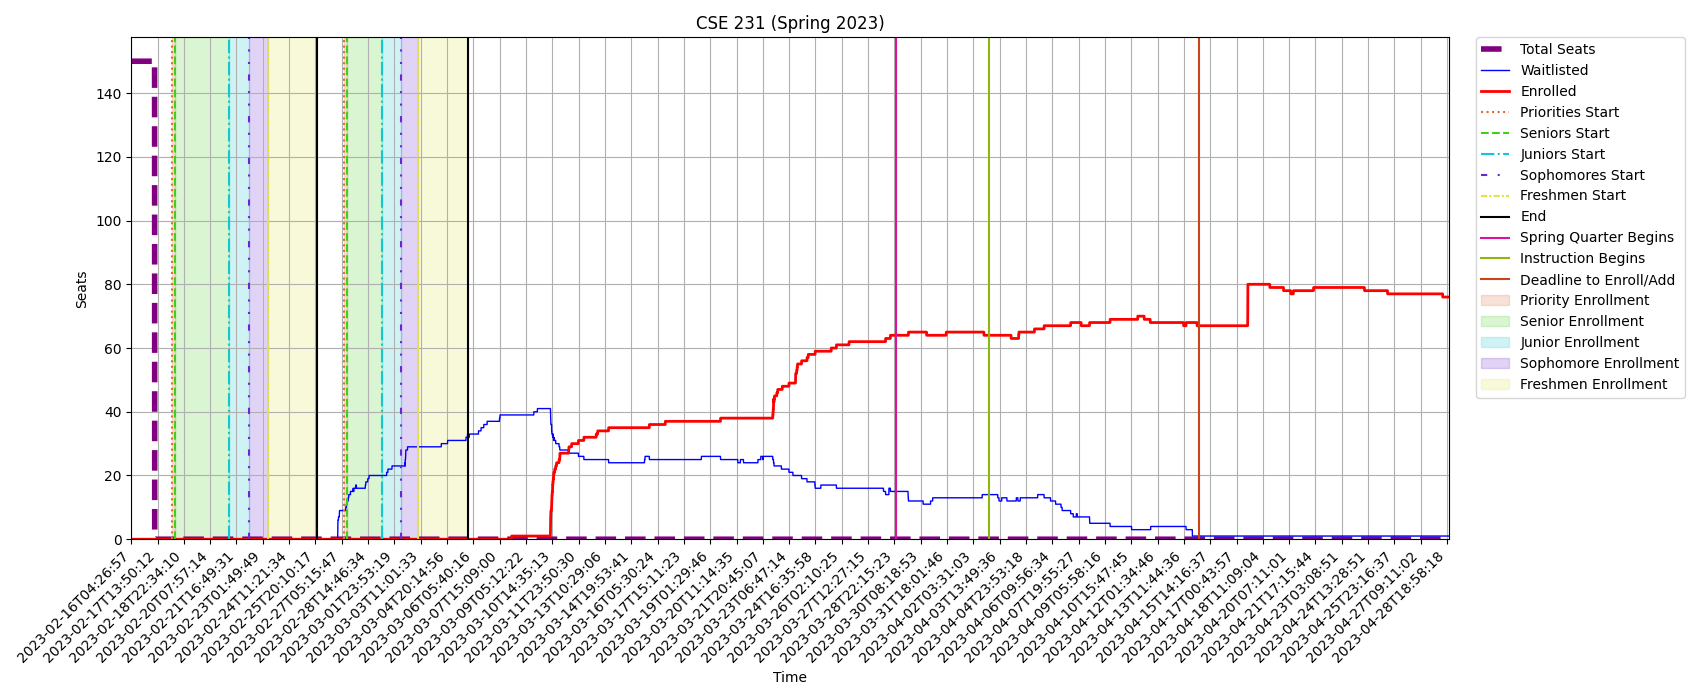 CSE 231 (Spring 2023)
Seats
140
120
100
80
60
40
20
0
2023-02-16T04:26:57
2023-02-17T13:50:12
2023-02-18T22:34:10
2023-02-20T07:57:14
2023-02-21T16:49:31
2023-02-23T01:49:49
2023-02-24T11:21:34
2023-02-25T20:10:17
2023-02-27T05:15:47
2023-02-28T14:46:34
2023-03-01T23:53:19
2023-03-03T11:01:33
2023-03-04T20:14:56
2023-03-06T05:40:16
2023-03-07T15:09:00
2023-03-09T05:12:22
2023-03-10T14:35:13
2023-03-11T23:50:30
2023-03-13T10:29:06
2023-03-14T19:53:41
2023-03-16T05:30:24
2023-03-17T15:11:23
2023-03-19T01:29:46
2023-03-20T11:14:35
2023-03-21T20:45:07
2023-03-23T06:47:14
2023-03-24T16:35:58
2023-03-26T02:10:25
2023-03-27T12:27:15
2023-03-28T22:15:23
2023-03-30T08:18:53
2023-03-31T18:01:46
2023-04-02T03:31:03
2023-04-03T13:49:36
2023-04-04T23:53:18
2023-04-06T09:56:34
2023-04-07T19:55:27
2023-04-09T05:58:16
2023-04-10T15:47:45
2023-04-12T01:34:46
2023-04-13T11:44:36
2023-04-15T14:16:37
2023-04-17T00:43:57
2023-04-18T11:09:04
2023-04-20T07:11:01
2023-04-21T17:15:44
2023-04-23T03:08:51
2023-04-24T13:28:51
2023-04-25T23:16:37
2023-04-27T09:11:02
2023-04-28T18:58:18
Time
Total Seats
Waitlisted
Enrolled
Priorities Start
Seniors Start
Juniors Start
Sophomores Start
Freshmen Start
End
Spring Quarter Begins
Instruction Begins
Deadline to Enroll/Add
Priority Enrollment
Senior Enrollment
Junior Enrollment
Sophomore Enrollment
Freshmen Enrollment